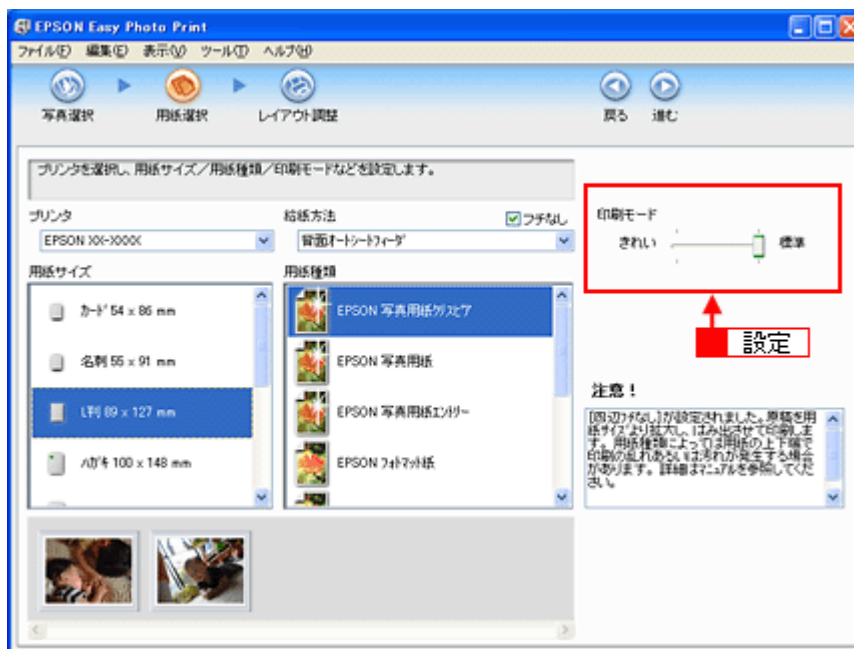 EPSON Easy Photo Print
ファイル(F) 編集(E) 表示(V) ツール(T) ヘルプ(H)
写真選択 用紙選択 レイアウト調整 戻る 進む
プリンタを選択し、用紙サイズ／用紙種類／印刷モードなどを設定します。
プリンタ
EPSON XX-XXXX
給紙方法
フチなし
背面オートシートフィーダ
印刷モード
きれい 標準
設定
用紙サイズ
カード 54 x 86 mm
名刺 55 x 91 mm
L判 89 x 127 mm
ハガキ 100 x 148 mm
用紙種類
EPSON 写真用紙クリスピア
EPSON 写真用紙
EPSON 写真用紙エントリー
EPSON フォトマット紙
注意！
[四辺フチなし]が設定されました。原稿を用
紙サイズより拡大し、はみ出させて印刷しま
す。用紙種類によっては用紙の上下端で
印刷の乱れあるいは汚れが発生する場合
があります。詳細はマニュアルを参照してくだ
さい。